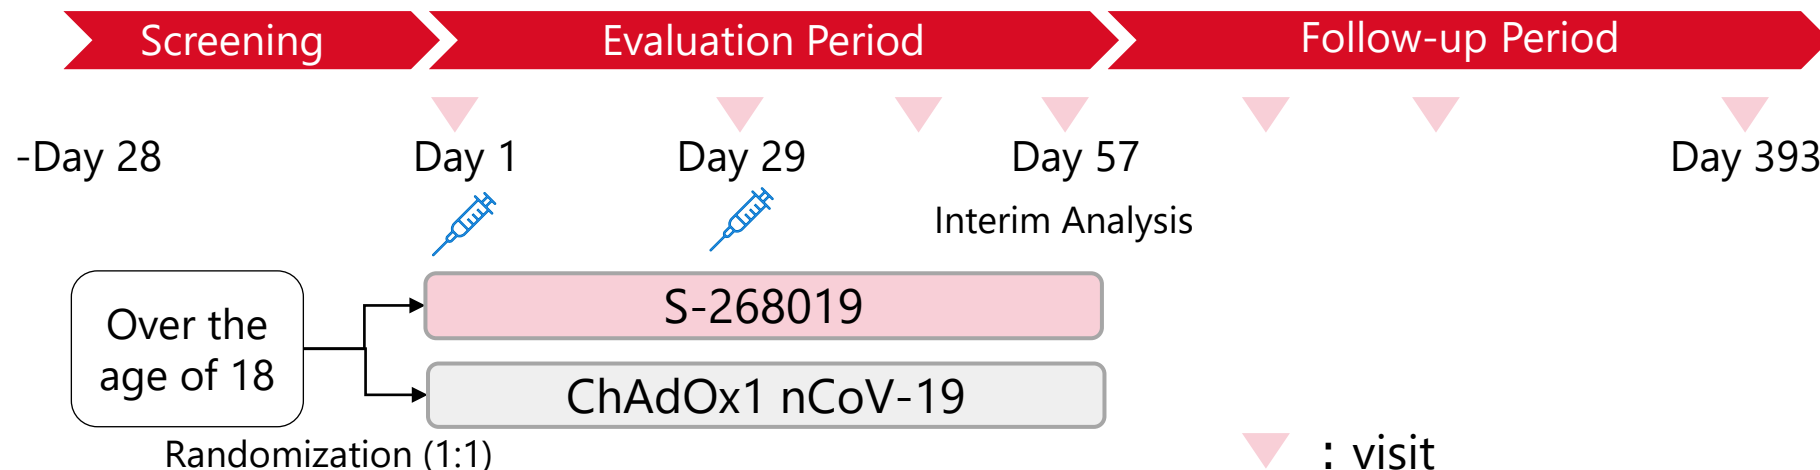 Screening
Evaluation Period
Follow-up Period
-Day 28
Day 1
Day 29
Day 57
Day 393
Interim Analysis
Over the
age of 18
S-268019
ChAdOx1 nCoV-19
Randomization (1:1)
: visit